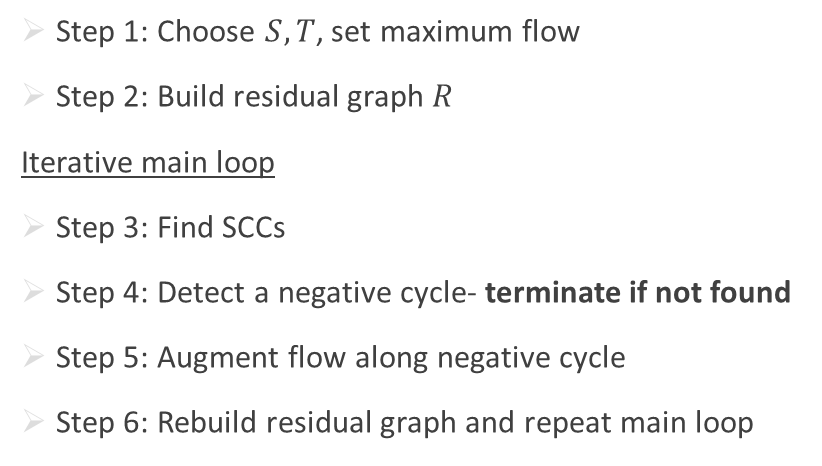 ➢ Step 1: Choose S, T, set maximum flow
➢ Step 2: Build residual graph R
Iterative main loop
➢ Step 3: Find SCCs
➢ Step 4: Detect a negative cycle- terminate if not found
➢ Step 5: Augment flow along negative cycle
➢ Step 6: Rebuild residual graph and repeat main loop